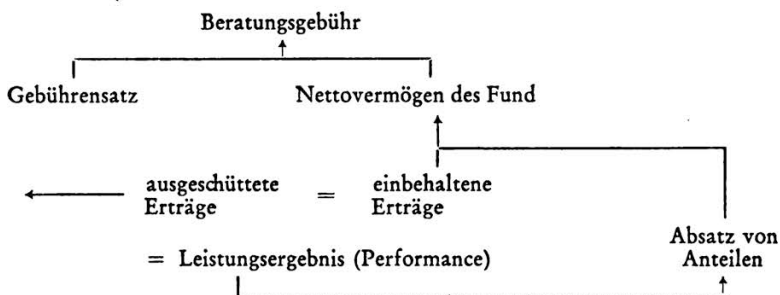 Beratungsgebühr
Gebührensatz Nettovermögen des Fund
ausgeschüttete = einbehaltene
Erträge Erträge
Absatz von
= Leistungsergebnis (Performance) Anteilen